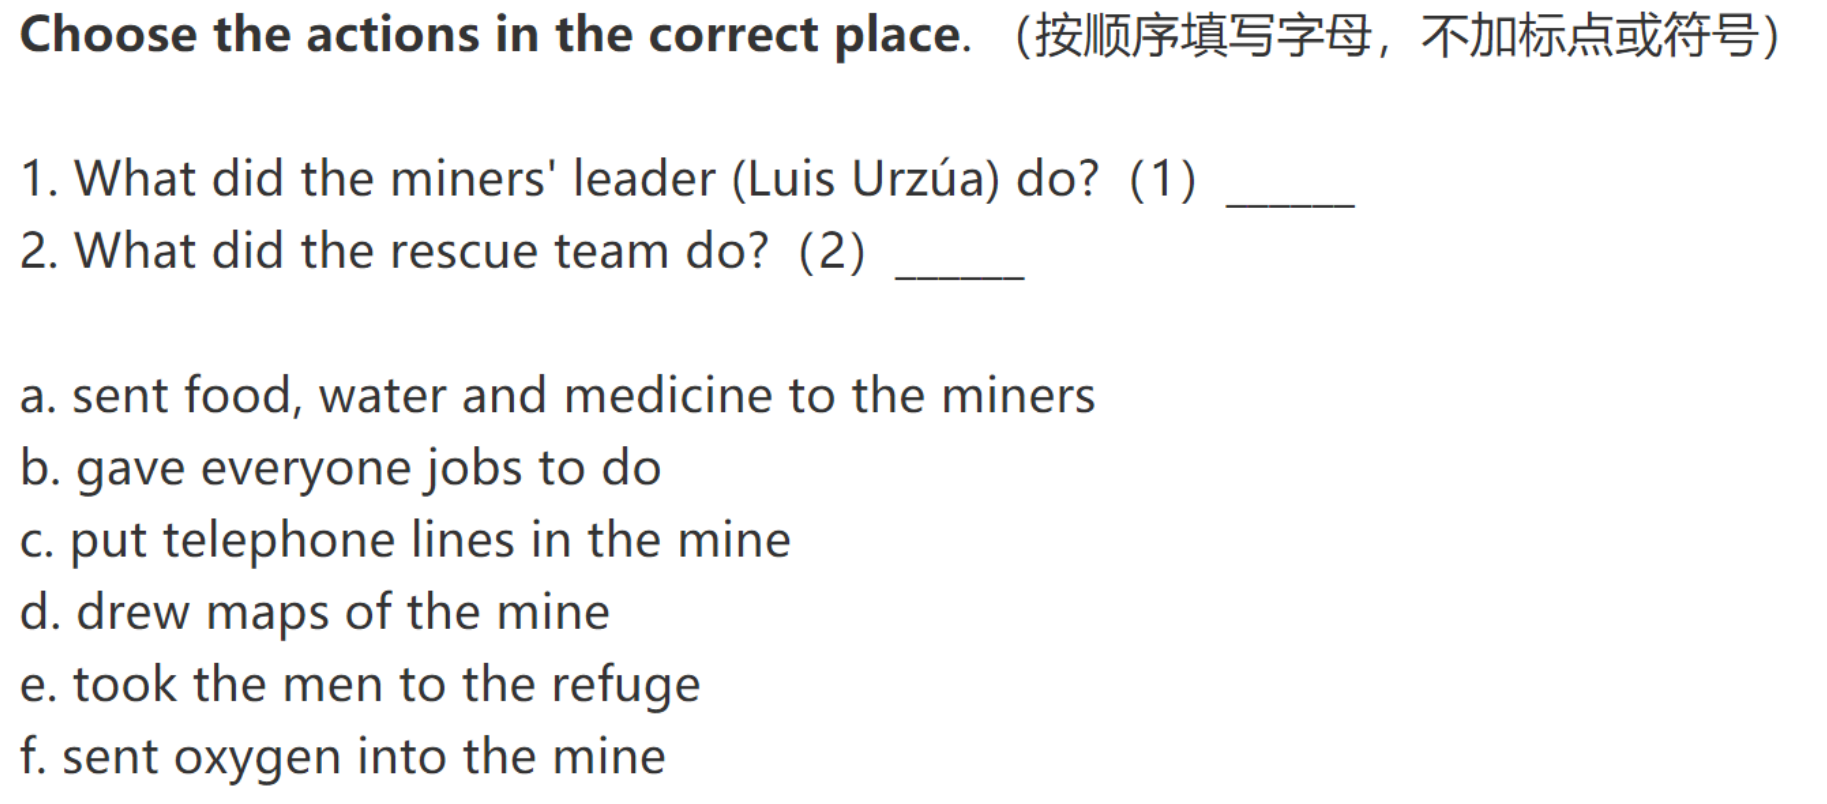 Choose the actions in the correct place. （按顺序填写字母，不加标点或符号）
1. What did the miners' leader (Luis Urzúa) do?（1）______
2. What did the rescue team do?（2）______
a. sent food, water and medicine to the miners
b. gave everyone jobs to do
c. put telephone lines in the mine
d. drew maps of the mine
e. took the men to the refuge
f. sent oxygen into the mine